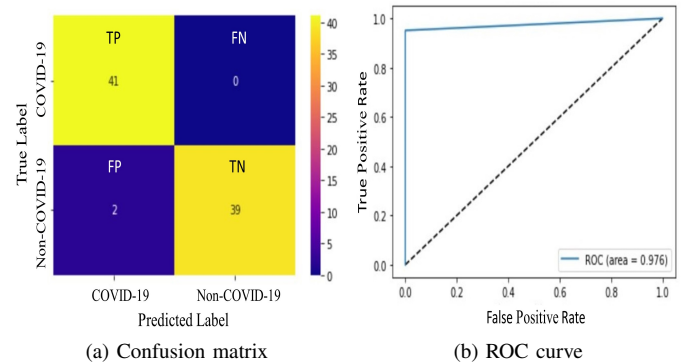 TP FN
41 0
FP TN
2 39
COVID-19
Non-COVID-19
True Label
COVID-19 Non-COVID-19
Predicted Label
40
35
30
25
20
15
10
5
0
(a) Confusion matrix
1.0
0.8
0.6
0.4
0.2
0.0
True Positive Rate
ROC (area = 0.976)
0.0 0.2 0.4 0.6 0.8 1.0
False Positive Rate
(b) ROC curve